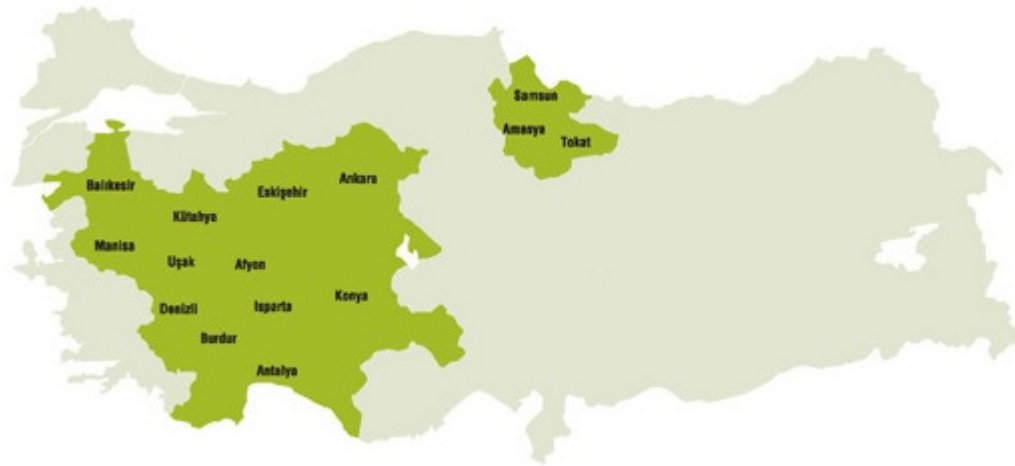 Samsun
Amasya
Tokat
Ankara
Balıkesir
Eskişehir
Kütahya
Manisa
Uşak
Afyon
Konya
Denizli
Isparta
Burdur
Antalya